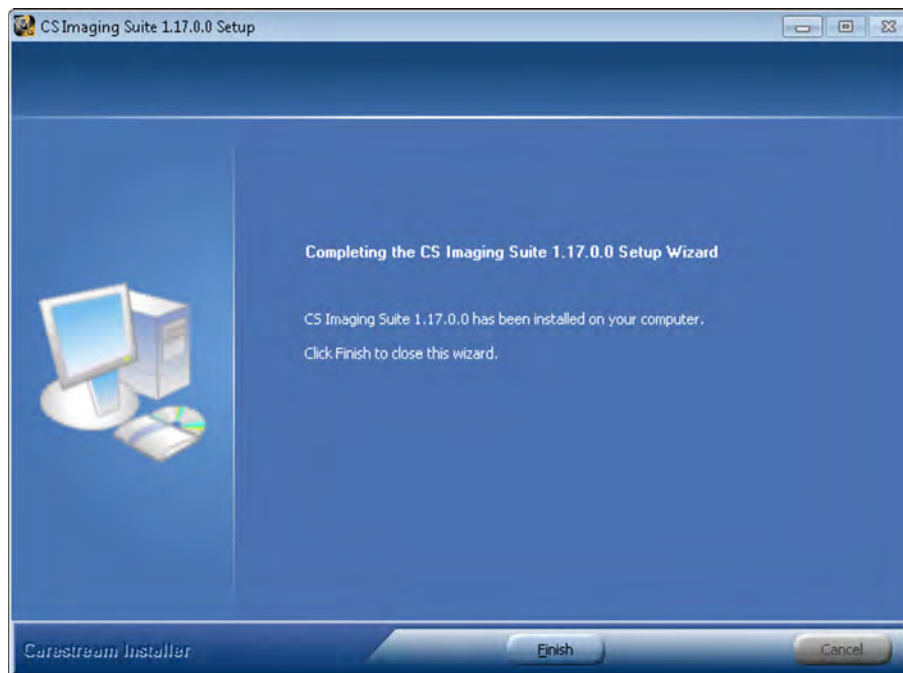 CS Imaging Suite 1.17.0.0 Setup
Completing the CS Imaging Suite 1.17.0.0 Setup Wizard
CS Imaging Suite 1.17.0.0 has been installed on your computer.
Click Finish to close this wizard.
Carestream Installer
Finish
Cancel